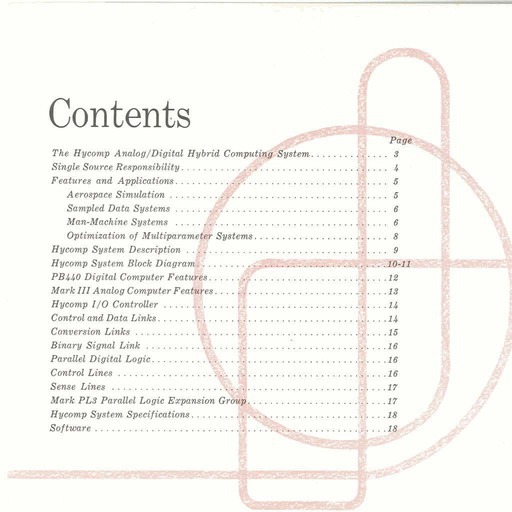 Contents
Page
The Hycomp Analog/Digital Hybrid Computing System............. 3
Single Source Responsibility.................................... 4
Features and Applications..................................... 5
Aerospace Simulation ..................................... 5
Sampled Data Systems .................................... 6
Man-Machine Systems .................................... 6
Optimization of Multiparameter Systems....................... 8
Hycomp System Description .................................. 9
Hycomp System Block Diagram................................. 10-11
PB440 Digital Computer Features............................... 12
Mark III Analog Computer Features.............................. 13
Hycomp I/O Controller ....................................... 14
Control and Data Links........................................ 14
Conversion Links ............................................ 15
Binary Signal Link .......................................... 16
Parallel Digital Logic......................................... 16
Control Lines ............................................... 16
Sense Lines ................................................ 17
Mark PL3 Parallel Logic Expansion Group........................ 17
Hycomp System Specifications.................................. 18
Software ................................................... 18